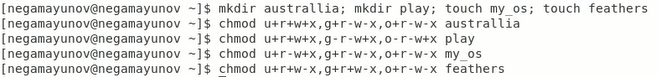 [negamayunov@negamayunov ~]$ mkdir australlia; mkdir play; touch my_os; touch feathers
[negamayunov@negamayunov ~]$ chmod u+r+w+x,g+r-w-x,o+r-w-x australlia
[negamayunov@negamayunov ~]$ chmod u+r+w+x,g-r-w+x,o-r-w+x play
[negamayunov@negamayunov ~]$ chmod u+r-w+x,g+r-w-x,o+r-w-x my_os
[negamayunov@negamayunov ~]$ chmod u+r+w-x,g+r+w-x,o+r-w-x feathers